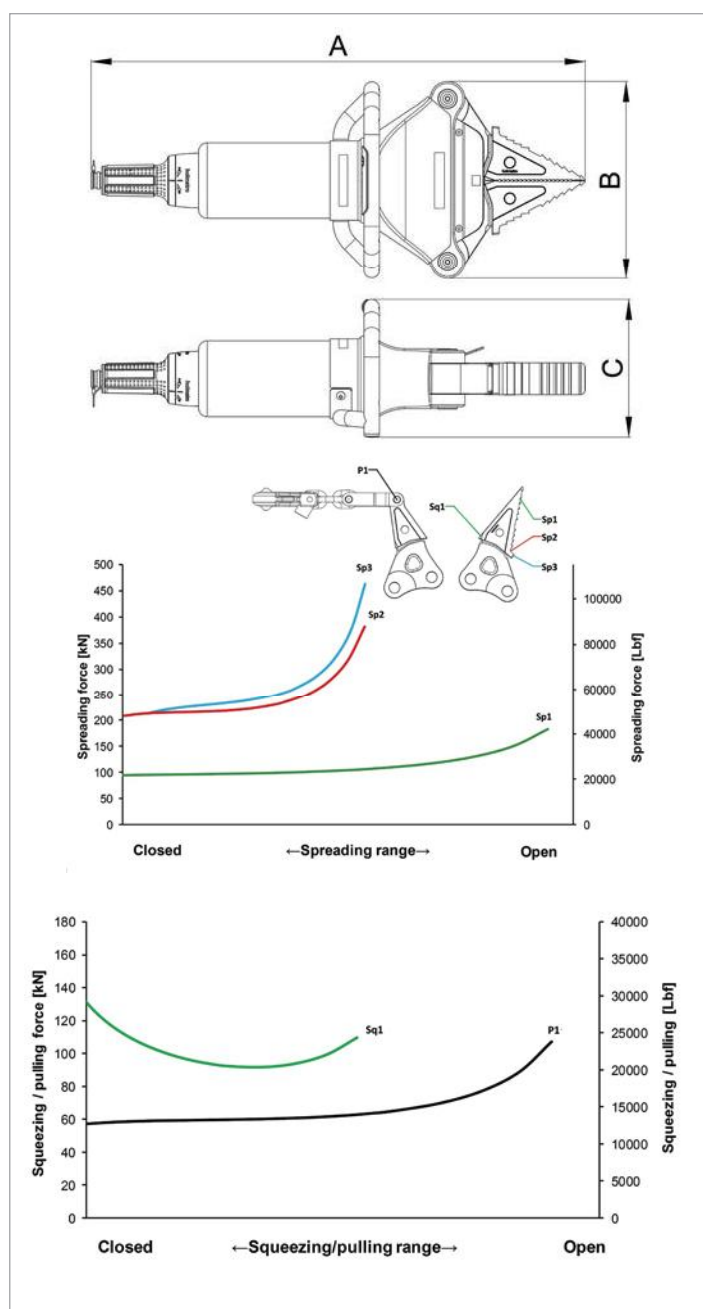 A
B
C
P1
Sq1
Sp1
Sp2
Sp3
Spreading force [kN]
500
450
400
350
300
250
200
150
100
50
0
Sp3
Sp2
Sp1
100000
80000
60000
40000
20000
0
Spreading force [Lbf]
Closed ←Spreading range→ Open
Squeezing / pulling force [kN]
180
160
140
120
100
80
60
40
20
0
Sq1
P1
40000
35000
30000
25000
20000
15000
10000
5000
0
Squeezing / pulling [Lbf]
Closed ←Squeezing/pulling range→ Open